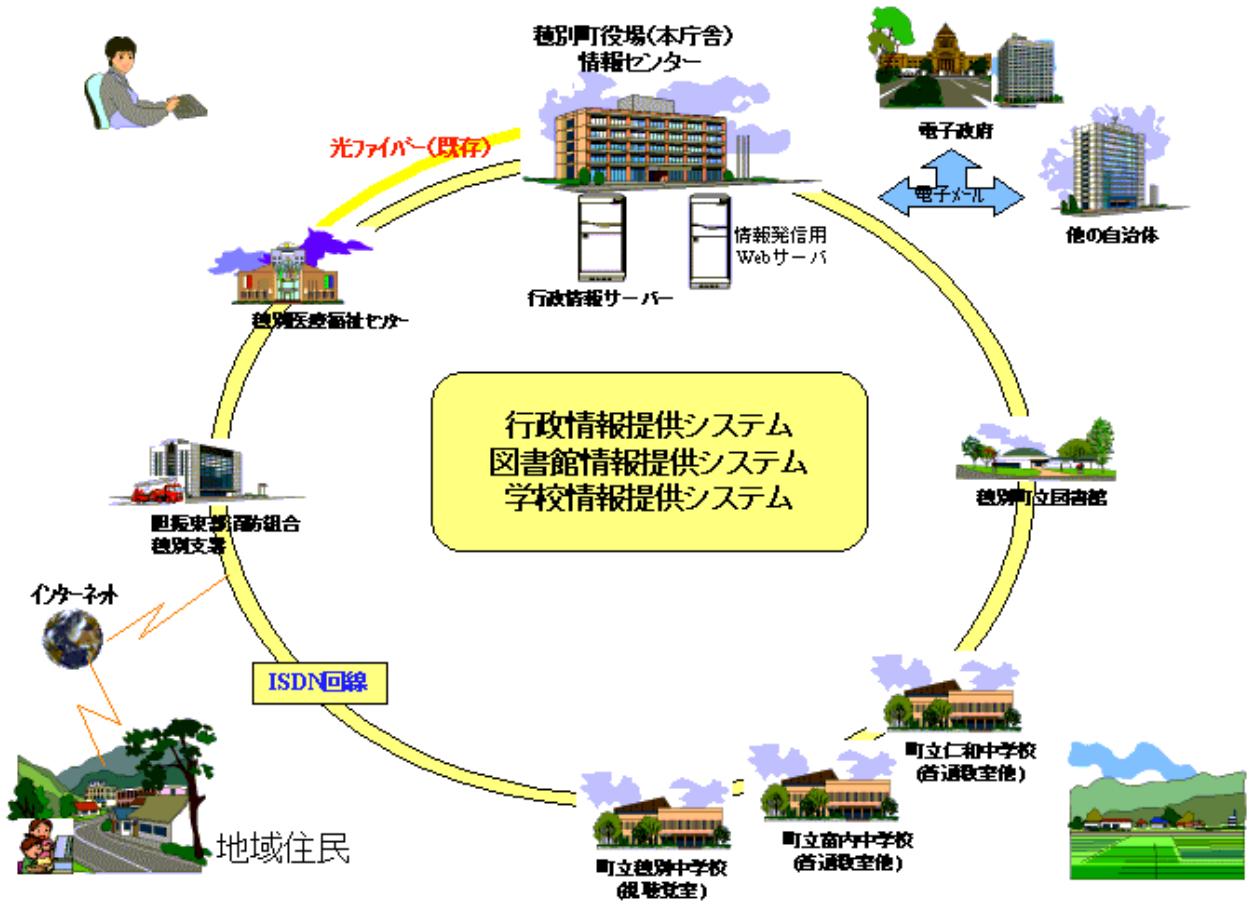 穂別町役場(本庁舎)
情報センター
光ファイバー(既存)
電子政府
電子メール
他の自治体
情報発信用
Webサーバ
行政情報サーバー
穂別医療福祉センター
行政情報提供システム
図書館情報提供システム
学校情報提供システム
穂別町立図書館
胆振東部消防組合
穂別支署
インターネット
ISDN回線
町立仁和中学校
(普通教室他)
町立富内中学校
(普通教室他)
町立穂別中学校
(視聴覚室)
地域住民